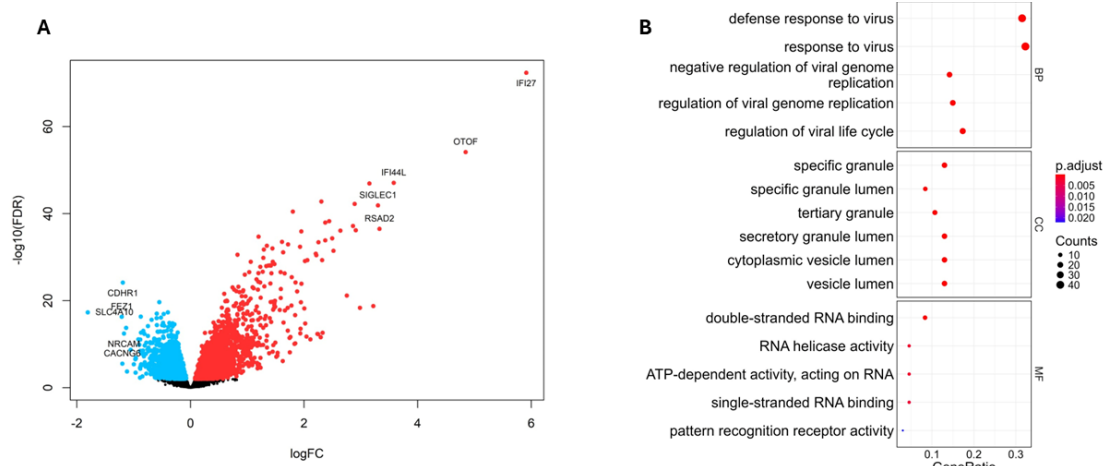 A
60
40
20
0
-log10(FDR)
-2
0
2
4
6
logFC
IFI27
OTOF
IFI44L
SIGLEC1
RSAD2
CDHR1
FEZ1
SLC4A10
NRCAM
CACNG6
B
defense response to virus
response to virus
negative regulation of viral genome
replication
regulation of viral genome replication
regulation of viral life cycle
BP
specific granule
specific granule lumen
tertiary granule
secretory granule lumen
cytoplasmic vesicle lumen
vesicle lumen
CC
double-stranded RNA binding
RNA helicase activity
ATP-dependent activity, acting on RNA
single-stranded RNA binding
pattern recognition receptor activity
MF
0.1 0.2 0.3
GeneRatio
p.adjust
0.005
0.010
0.015
0.020
Counts
10
20
30
40